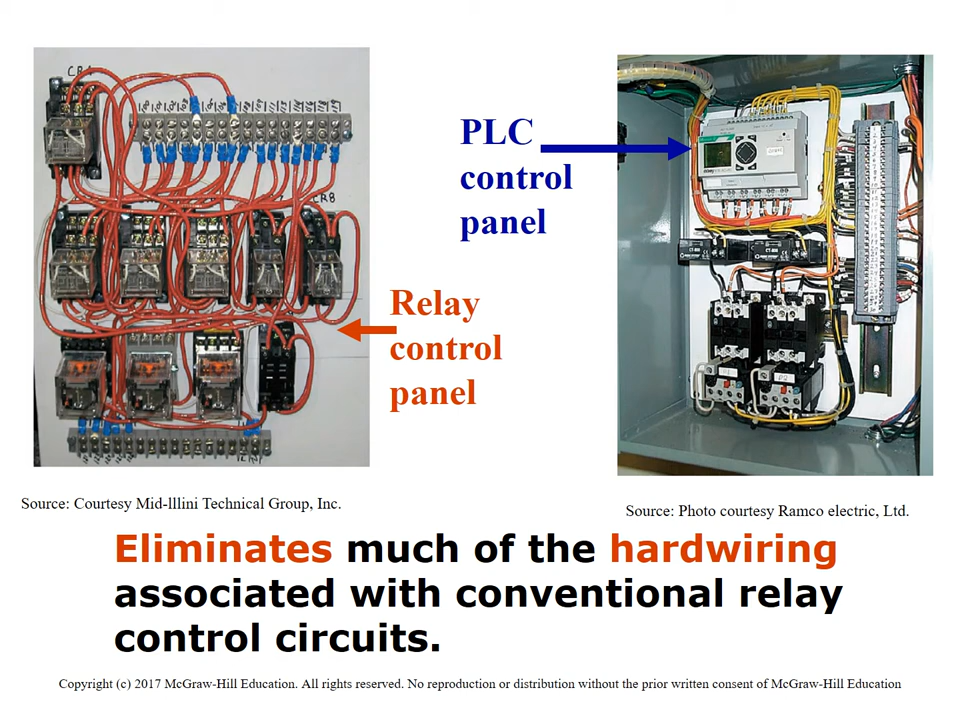 CR8
PLC
control
panel
Relay
control
panel
Source: Courtesy Mid-lllini Technical Group, Inc.
Source: Photo courtesy Ramco electric, Ltd.
Eliminates much of the hardwiring
associated with conventional relay
control circuits.
Copyright (c) 2017 McGraw-Hill Education. All rights reserved. No reproduction or distribution without the prior written consent of McGraw-Hill Education